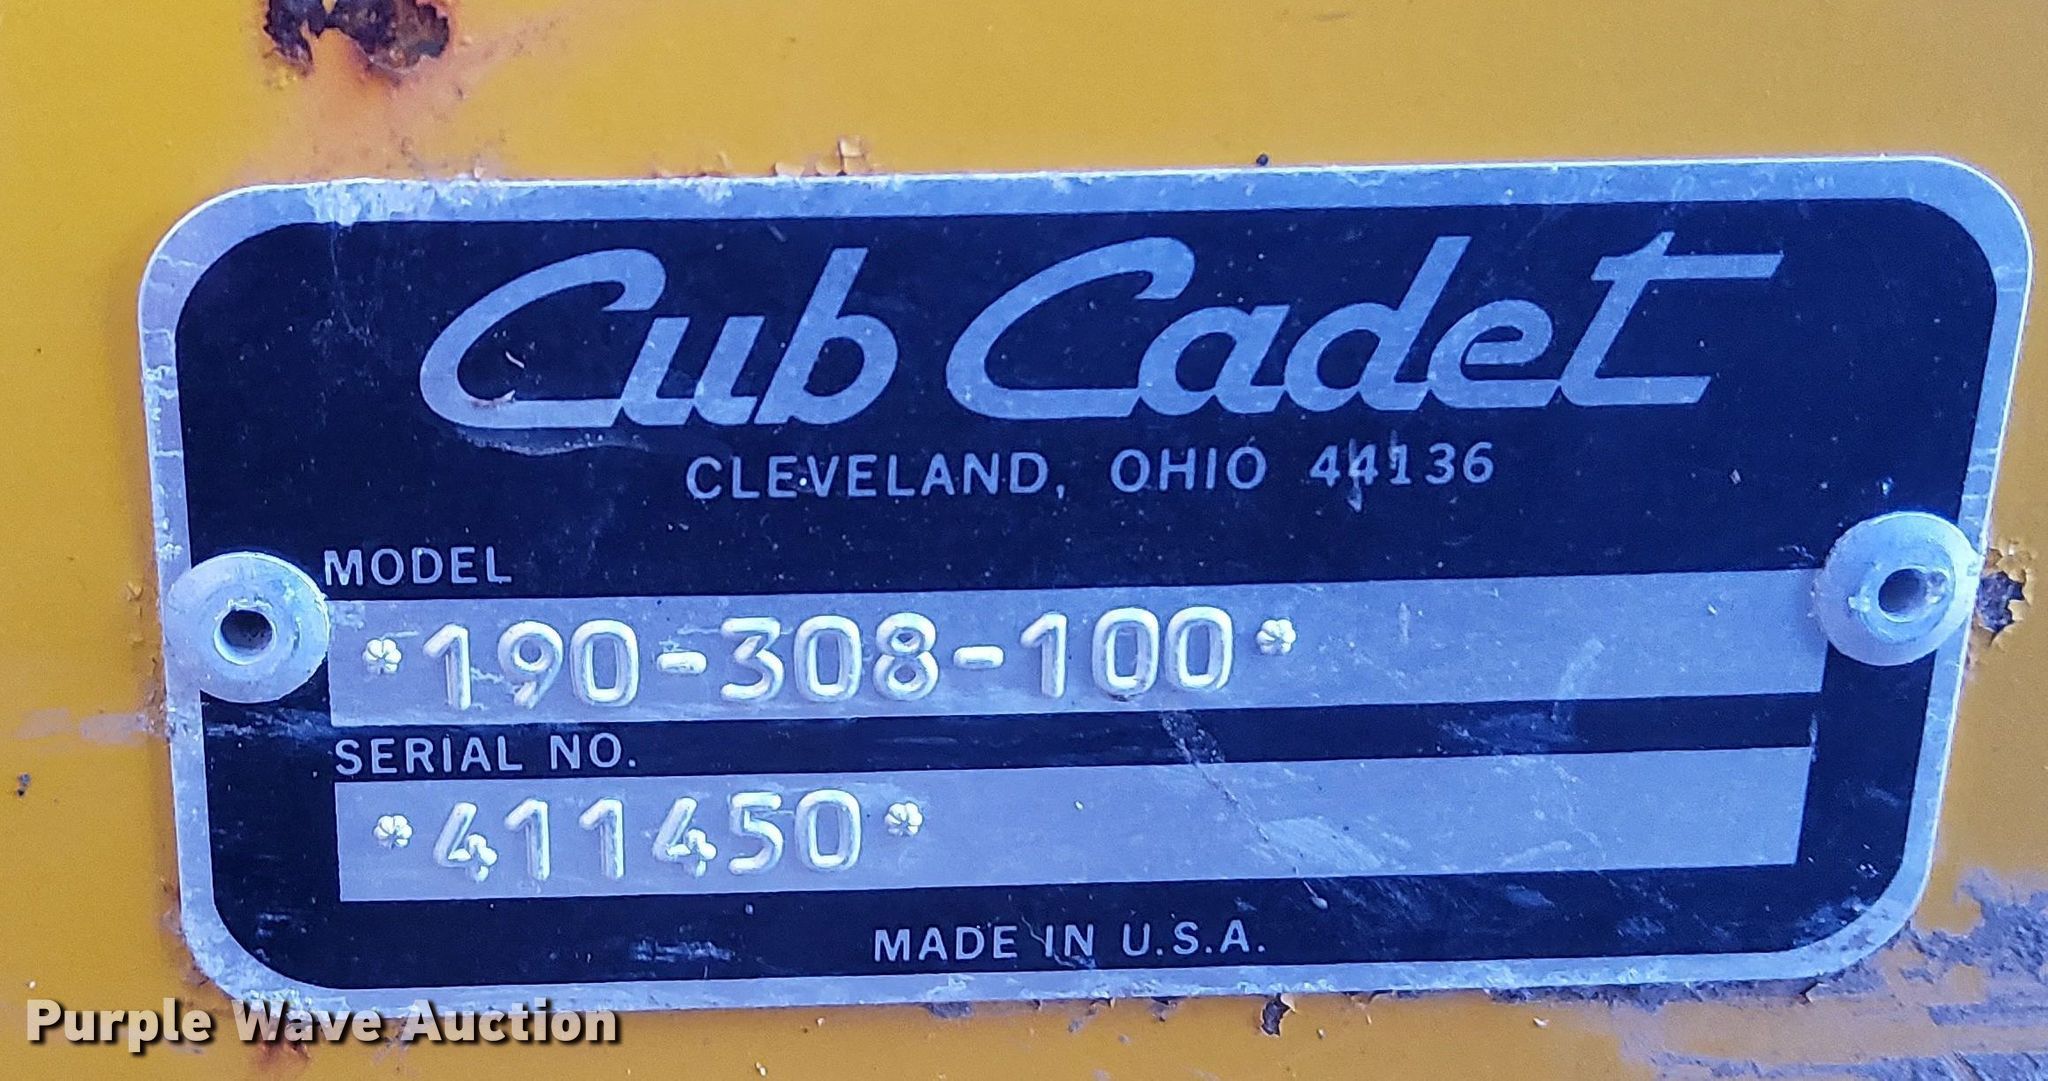 Cub Cadet
CLEVELAND, OHIO 44136
MODEL
*190-308-100*
SERIAL NO.
*411450*
MADE IN U.S.A.
Purple Wave Auction